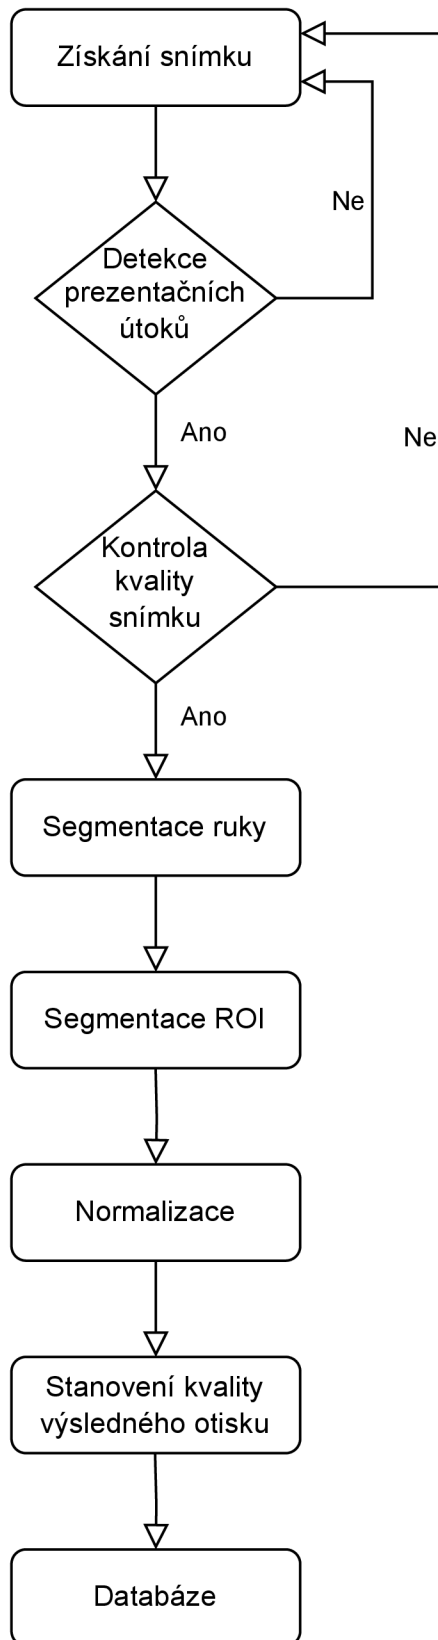 Získání snímku
Ne
Detekce
prezentačních
útoků
Ano
Ne
Kontrola
kvality
snímku
Ano
Segmentace ruky
Segmentace ROI
Normalizace
Stanovení kvality
výsledného otisku
Databáze